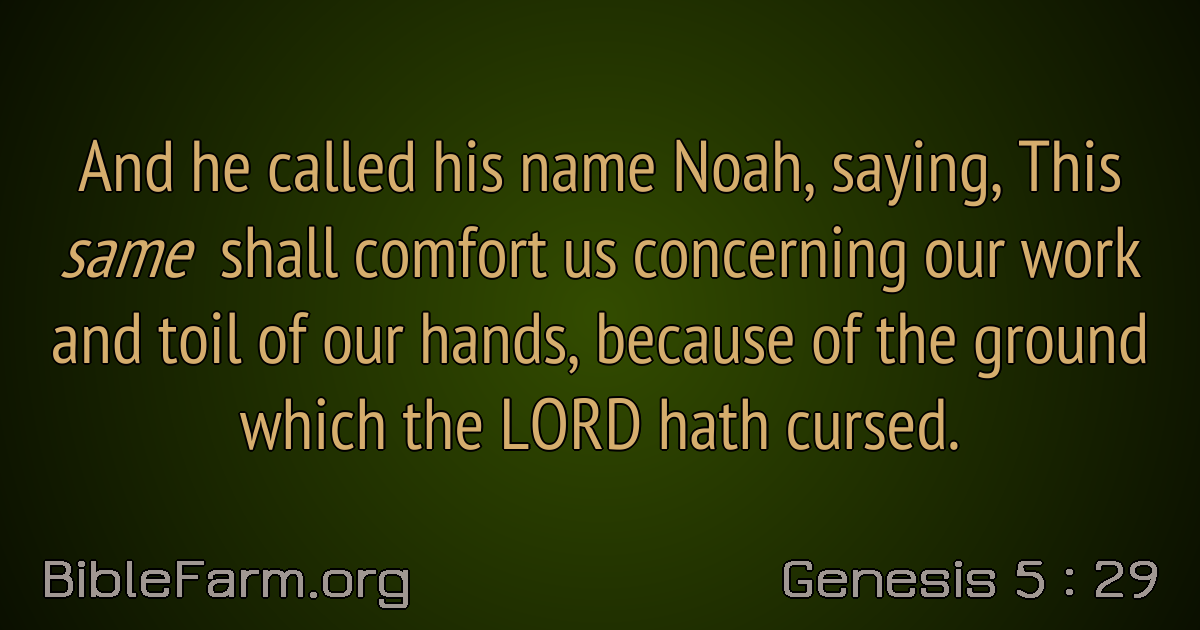 And he called his name Noah, saying, This
same shall comfort us concerning our work
and toil of our hands, because of the ground
which the LORD hath cursed.
BibleFarm.org
Genesis 5 : 29